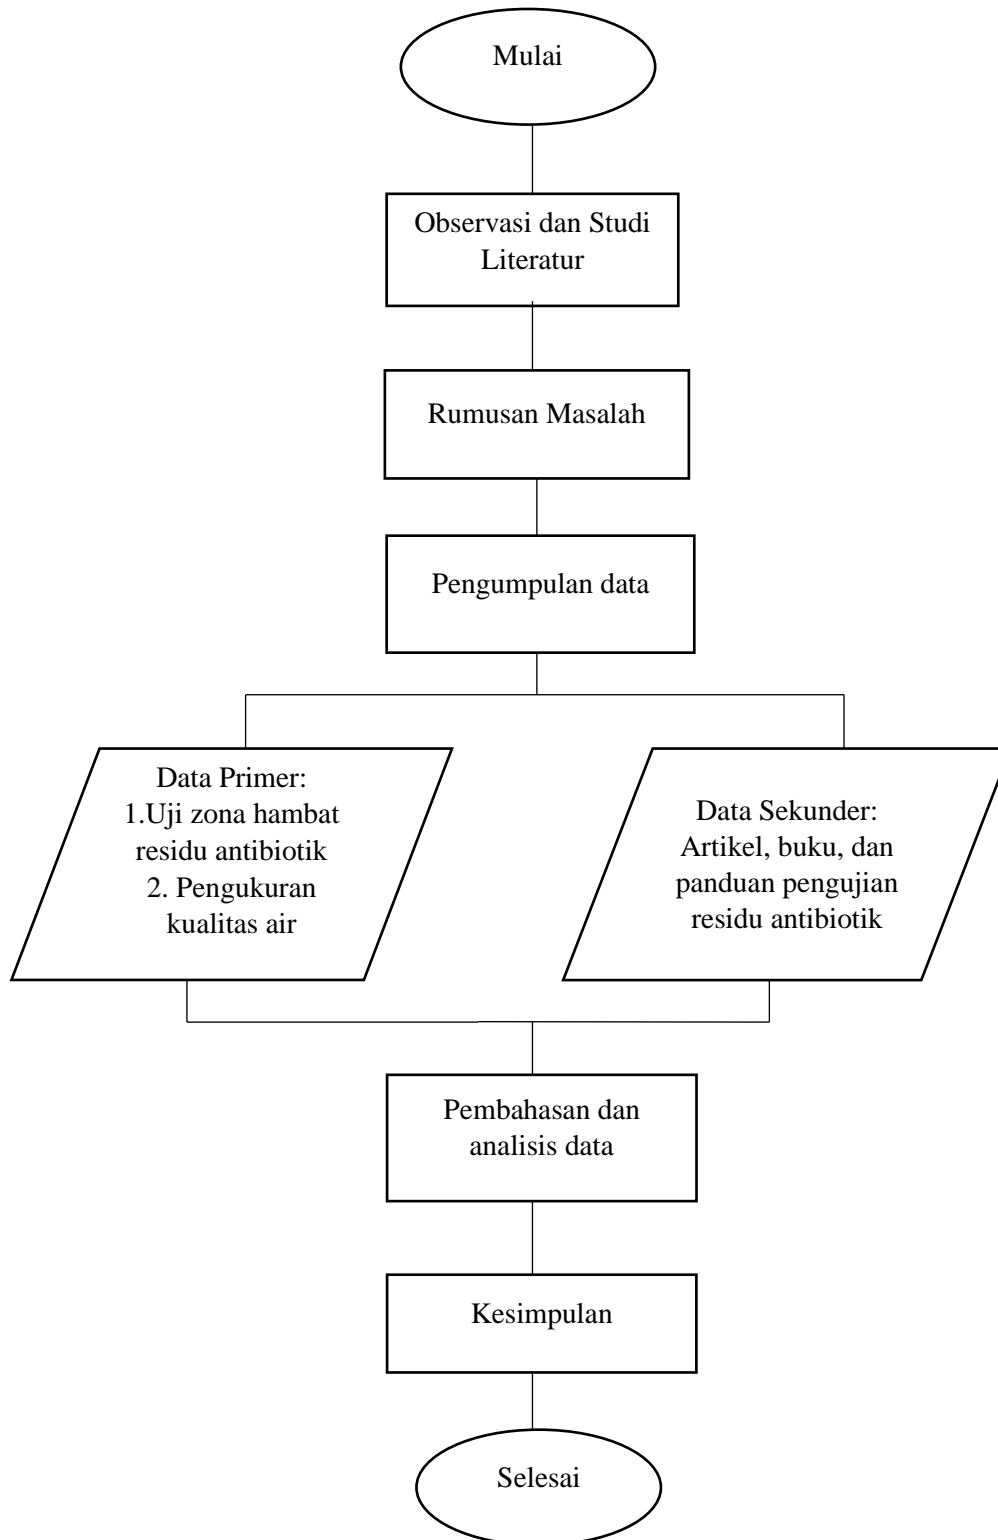 Mulai
Observasi dan Studi
Literatur
Rumusan Masalah
Pengumpulan data
Data Primer:
1.Uji zona hambat
residu antibiotik
2. Pengukuran
kualitas air
Data Sekunder:
Artikel, buku, dan
panduan pengujian
residu antibiotik
Pembahasan dan
analisis data
Kesimpulan
Selesai